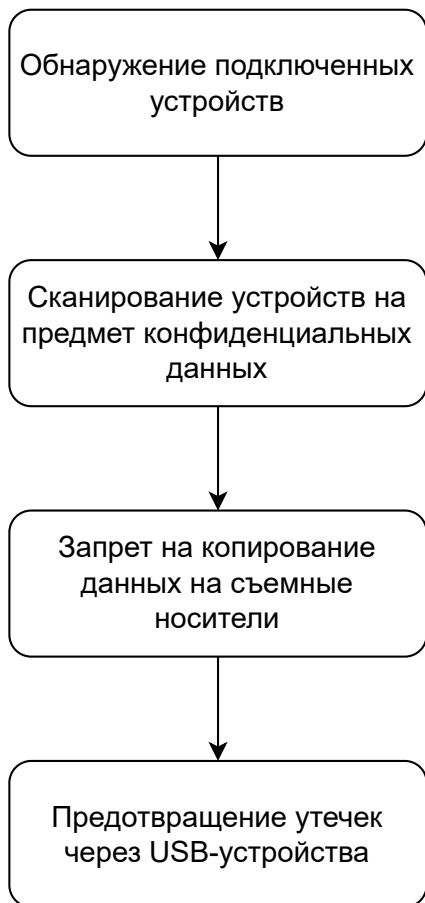 Обнаружение подключенных
устройств
Сканирование устройств на
предмет конфиденциальных
данных
Запрет на копирование
данных на съемные
носители
Предотвращение утечек
через USB-устройства